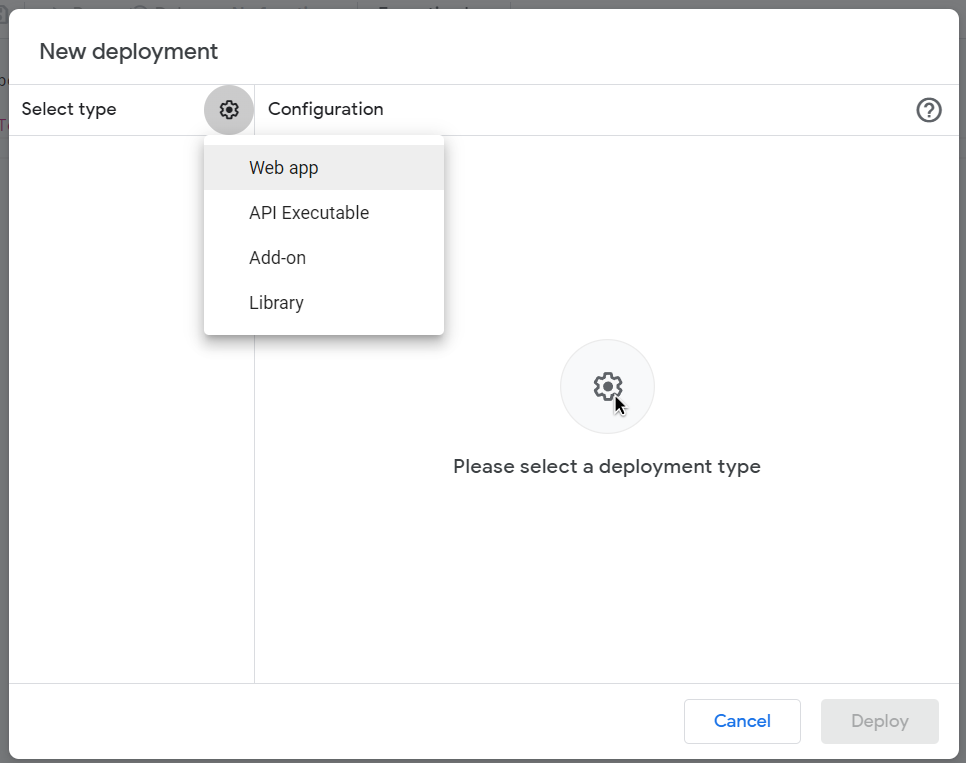 New deployment
Select type
Configuration
Web app
API Executable
Add-on
Library
Please select a deployment type
Cancel
Deploy